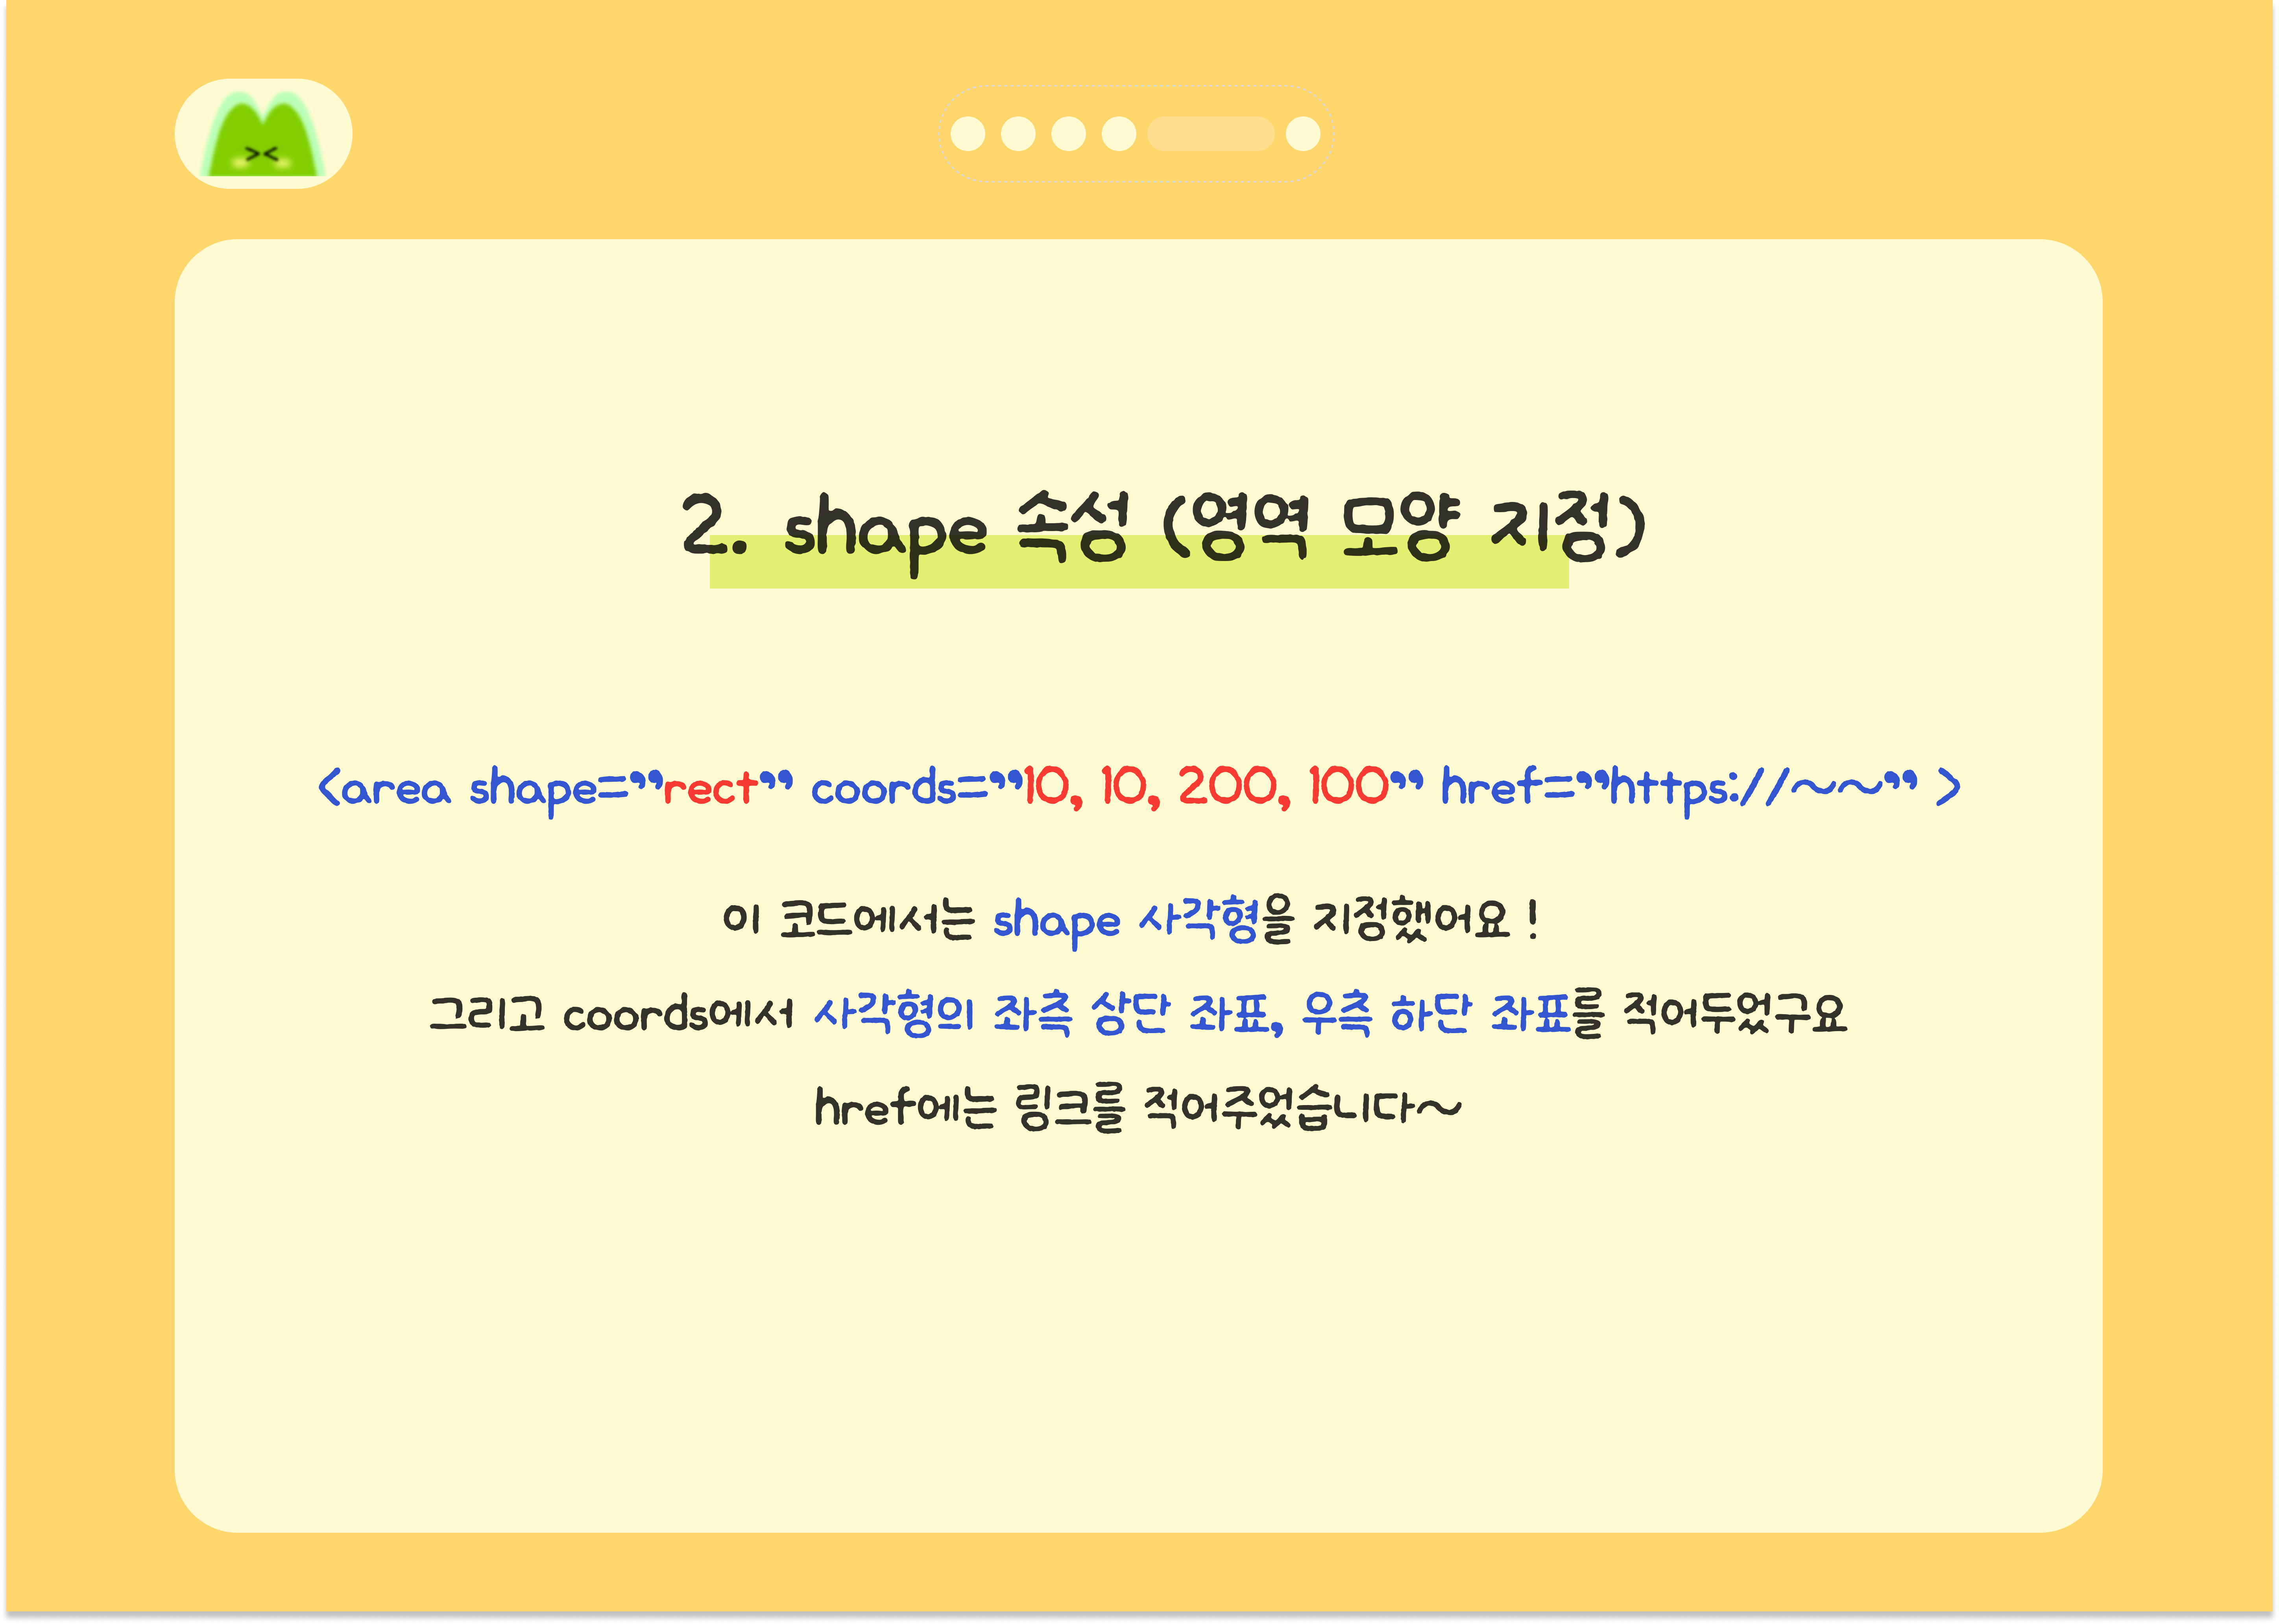 2. shape 속성 (영역 모양 지정)
<area shape=”rect” coords=”10, 10, 200, 100” href=”https://~~” >
이 코드에서는 shape 사각형을 지정했어요 !
그리고 coords에서 사각형의 좌측 상단 좌표, 우측 하단 좌표를 적어두었구요
href에는 링크를 적어주었습니다~